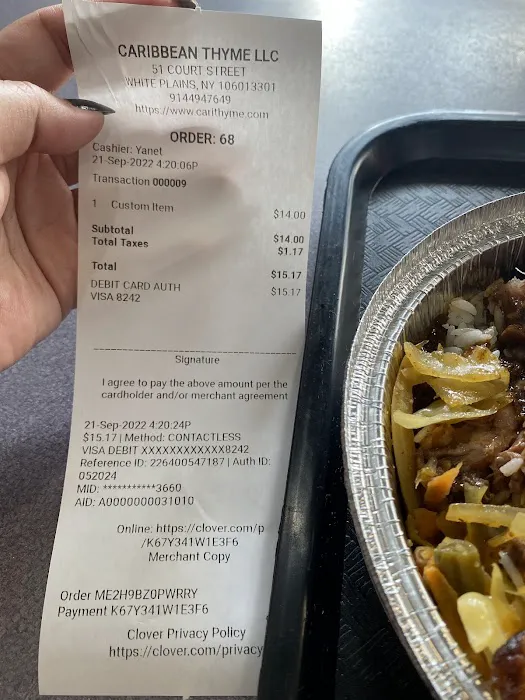 CARIBBEAN THYME LLC
51 COURT STREET
WHITE PLAINS, NY 106013301
9144947649
https://www.carithyme.com
ORDER: 68
Cashier: Yanet
21-Sep-2022 4:20:06P
Transaction 000009
1 Custom Item $14.00
Subtotal $14.00
Total Taxes $1.17
Total $15.17
DEBIT CARD AUTH $15.17
VISA 8242
Signature
I agree to pay the above amount per the
cardholder and/or merchant agreement
21-Sep-2022 4:20:24P
$15.17 | Method: CONTACTLESS
VISA DEBIT XXXXXXXXXXXX8242
Reference ID: 226400547187 | Auth ID:
052024
MID: **********3660
AID: A0000000031010
Online: https://clover.com/p
/K67Y341W1E3F6
Merchant Copy
Order ME2H9BZ0PWRRY
Payment K67Y341W1E3F6
Clover Privacy Policy
https://clover.com/privacy